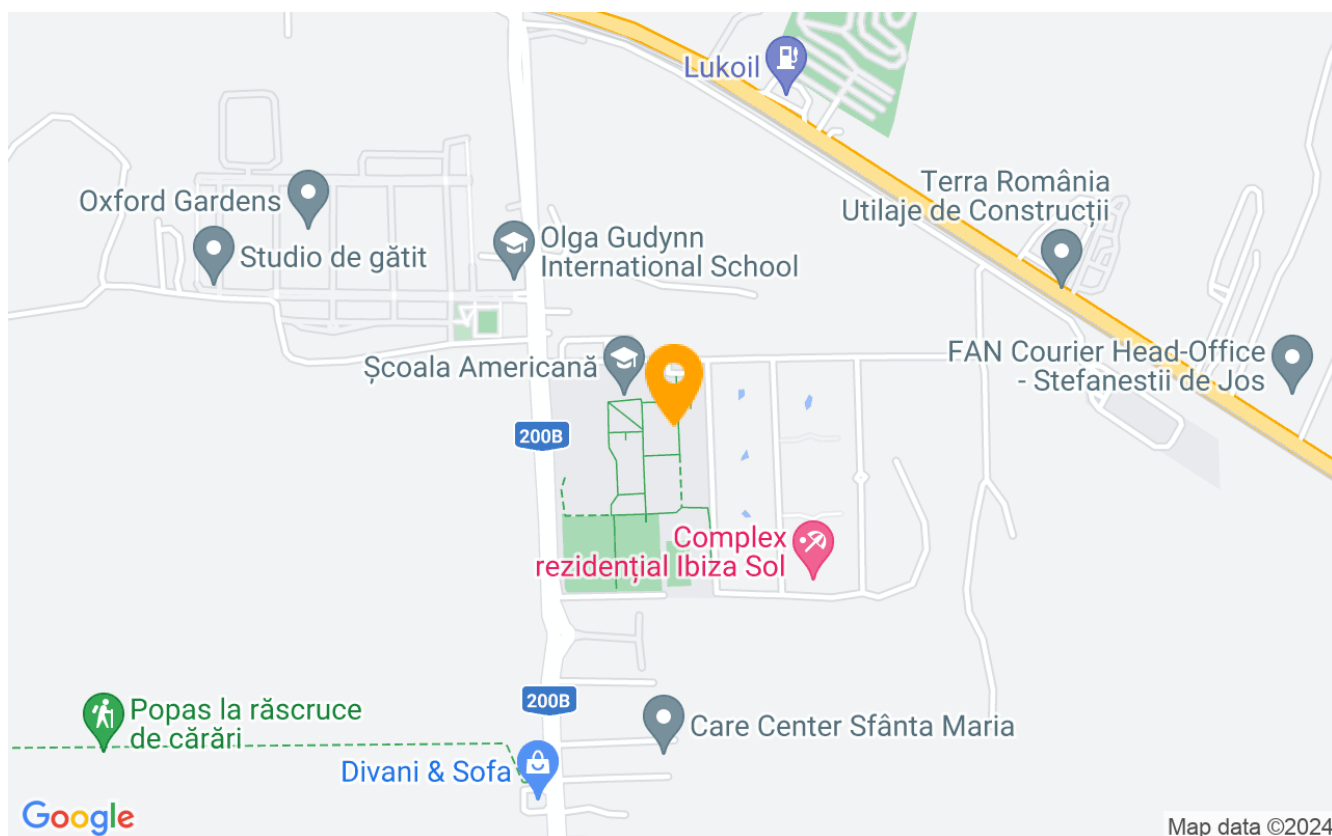 Lukoil
Terra România
Utilaje de Construcții
Oxford Gardens
Studio de gătit
Olga Gudynn
International School
Școala Americană
FAN Courier Head-Office
- Stefanestii de Jos
200B
Complex
rezidențial Ibiza Sol
200B
Popas la răscruce
de cărări
Care Center Sfânta Maria
Divani & Sofa
Google
Map data ©2024